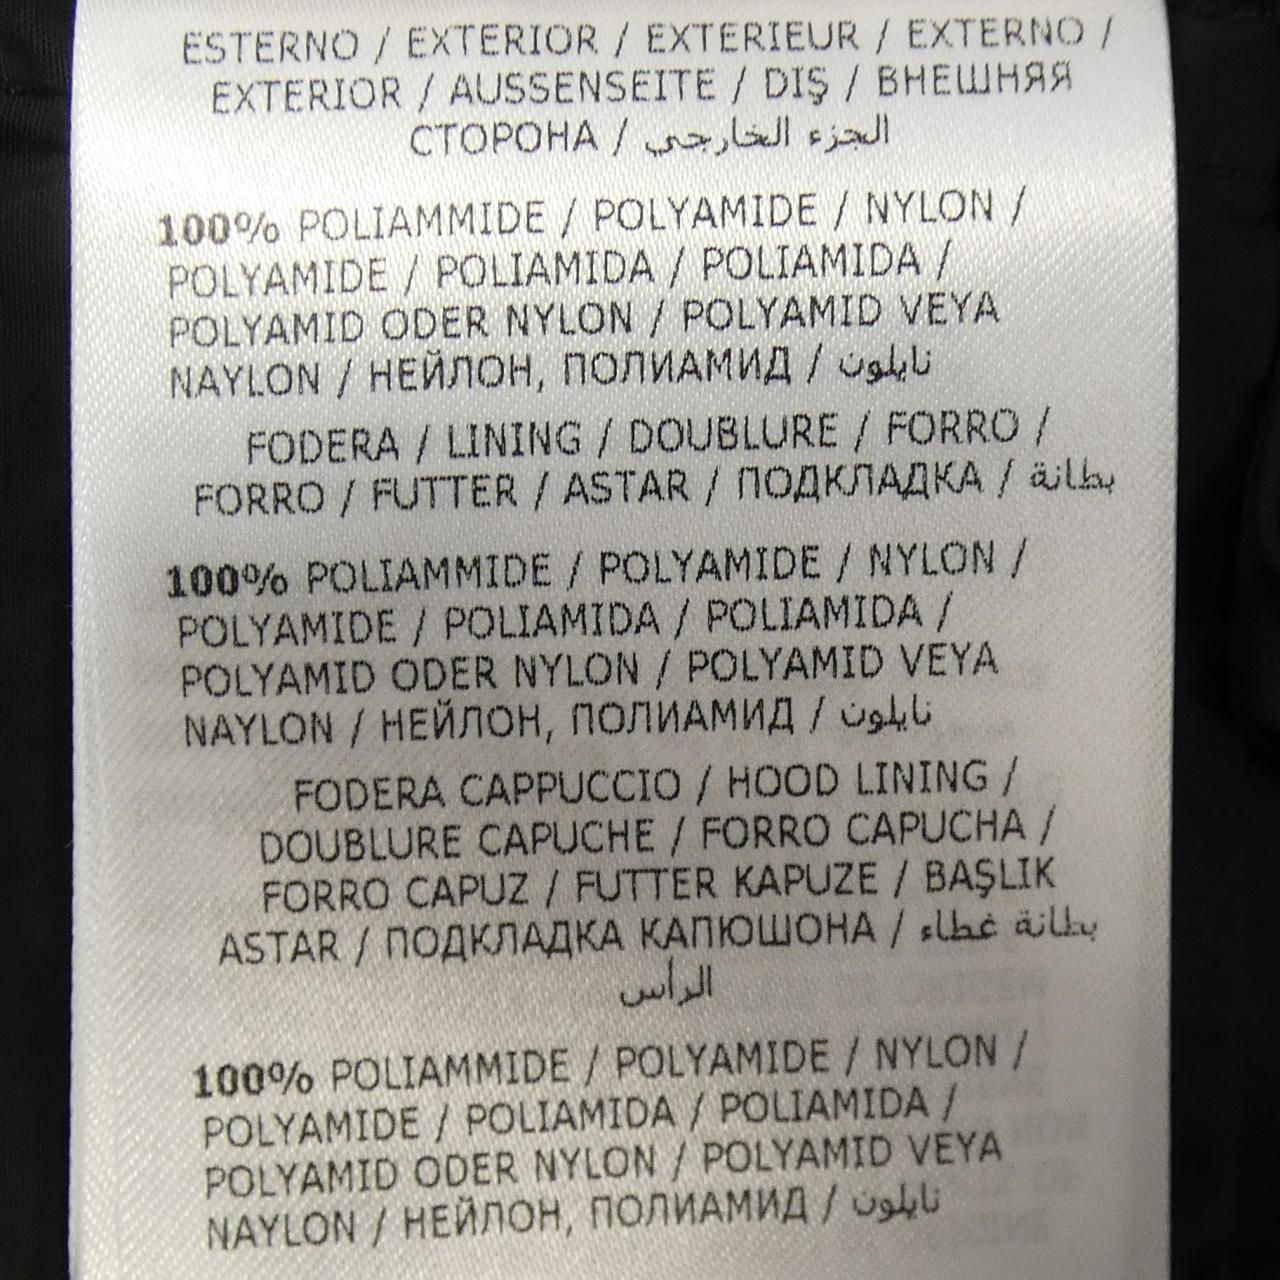 ESTERNO / EXTERIOR / EXTERIEUR / EXTERNO /
EXTERIOR / AUSSENSEITE / DIŞ / ВНЕШНЯЯ
СТОРОНА / الجزء الخارجي
100% POLIAMMIDE / POLYAMIDE / NYLON /
POLYAMIDE / POLIAMIDA / POLIAMIDA /
POLYAMID ODER NYLON / POLYAMID VEYA
NAYLON / НЕЙЛОН, ПОЛИАМИД / نايلون
FODERA / LINING / DOUBLURE / FORRO /
FORRO / FUTTER / ASTAR / ПОДКЛАДКА / بطانة
100% POLIAMMIDE / POLYAMIDE / NYLON /
POLYAMIDE / POLIAMIDA / POLIAMIDA /
POLYAMID ODER NYLON / POLYAMID VEYA
NAYLON / НЕЙЛОН, ПОЛИАМИД / نايلون
FODERA CAPPUCCIO / HOOD LINING /
DOUBLURE CAPUCHE / FORRO CAPUCHA /
FORRO CAPUZ / FUTTER KAPUZE / BAŞLIK
ASTAR / ПОДКЛАДКА КАПЮШОНА / بطانة غطاء
الرأس
100% POLIAMMIDE / POLYAMIDE / NYLON /
POLYAMIDE / POLIAMIDA / POLIAMIDA /
POLYAMID ODER NYLON / POLYAMID VEYA
NAYLON / НЕЙЛОН, ПОЛИАМИД / نايلون